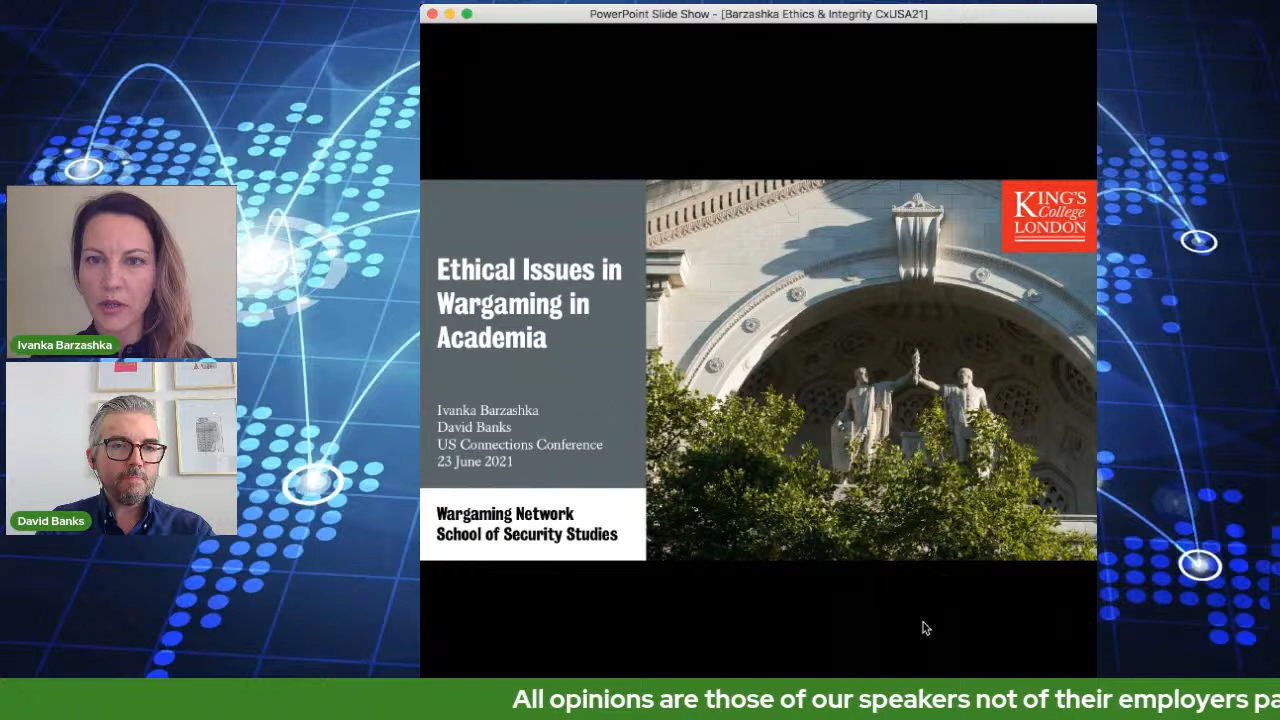 PowerPoint Slide Show - [Barzashka Ethics & Integrity CxUSA21]
KING'S
College
LONDON
Ethical Issues in
Wargaming in
Academia
Ivanka Barzashka
David Banks
US Connections Conference
23 June 2021
Wargaming Network
School of Security Studies
Ivanka Barzashka
David Banks
All opinions are those of our speakers not of their employers pa